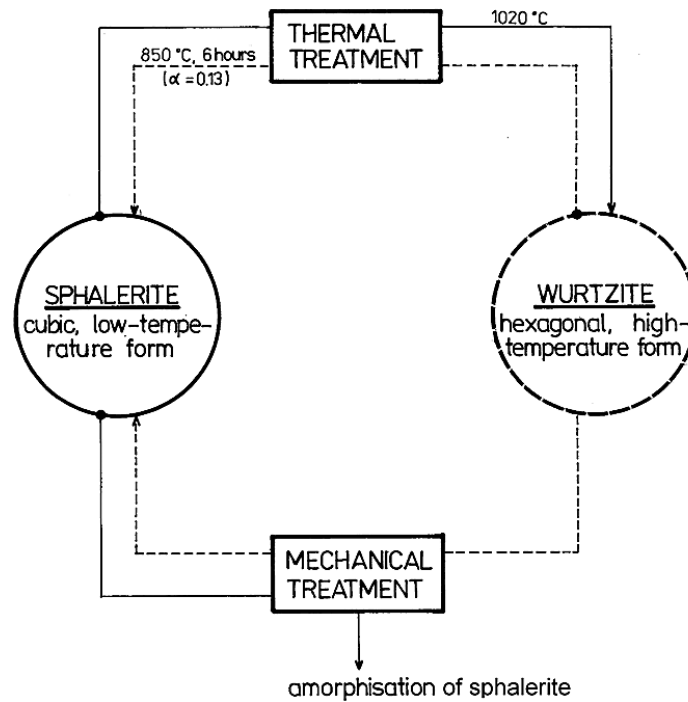 THERMAL
TREATMENT
1020 °C
850 °C, 6 hours
(α = 0.13)
SPHALERITE
cubic, low-tempe-
rature form
WURTZITE
hexagonal, high-
temperature form
MECHANICAL
TREATMENT
amorphisation of sphalerite